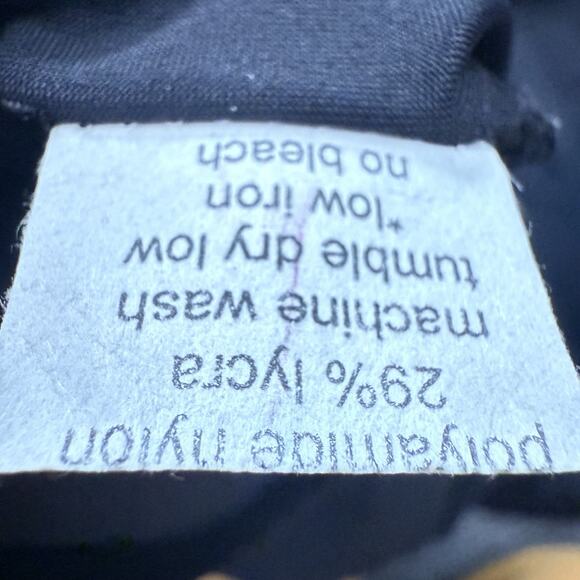 polyamide nylon
29% lycra
machine wash
tumble dry low
*low iron
no bleach